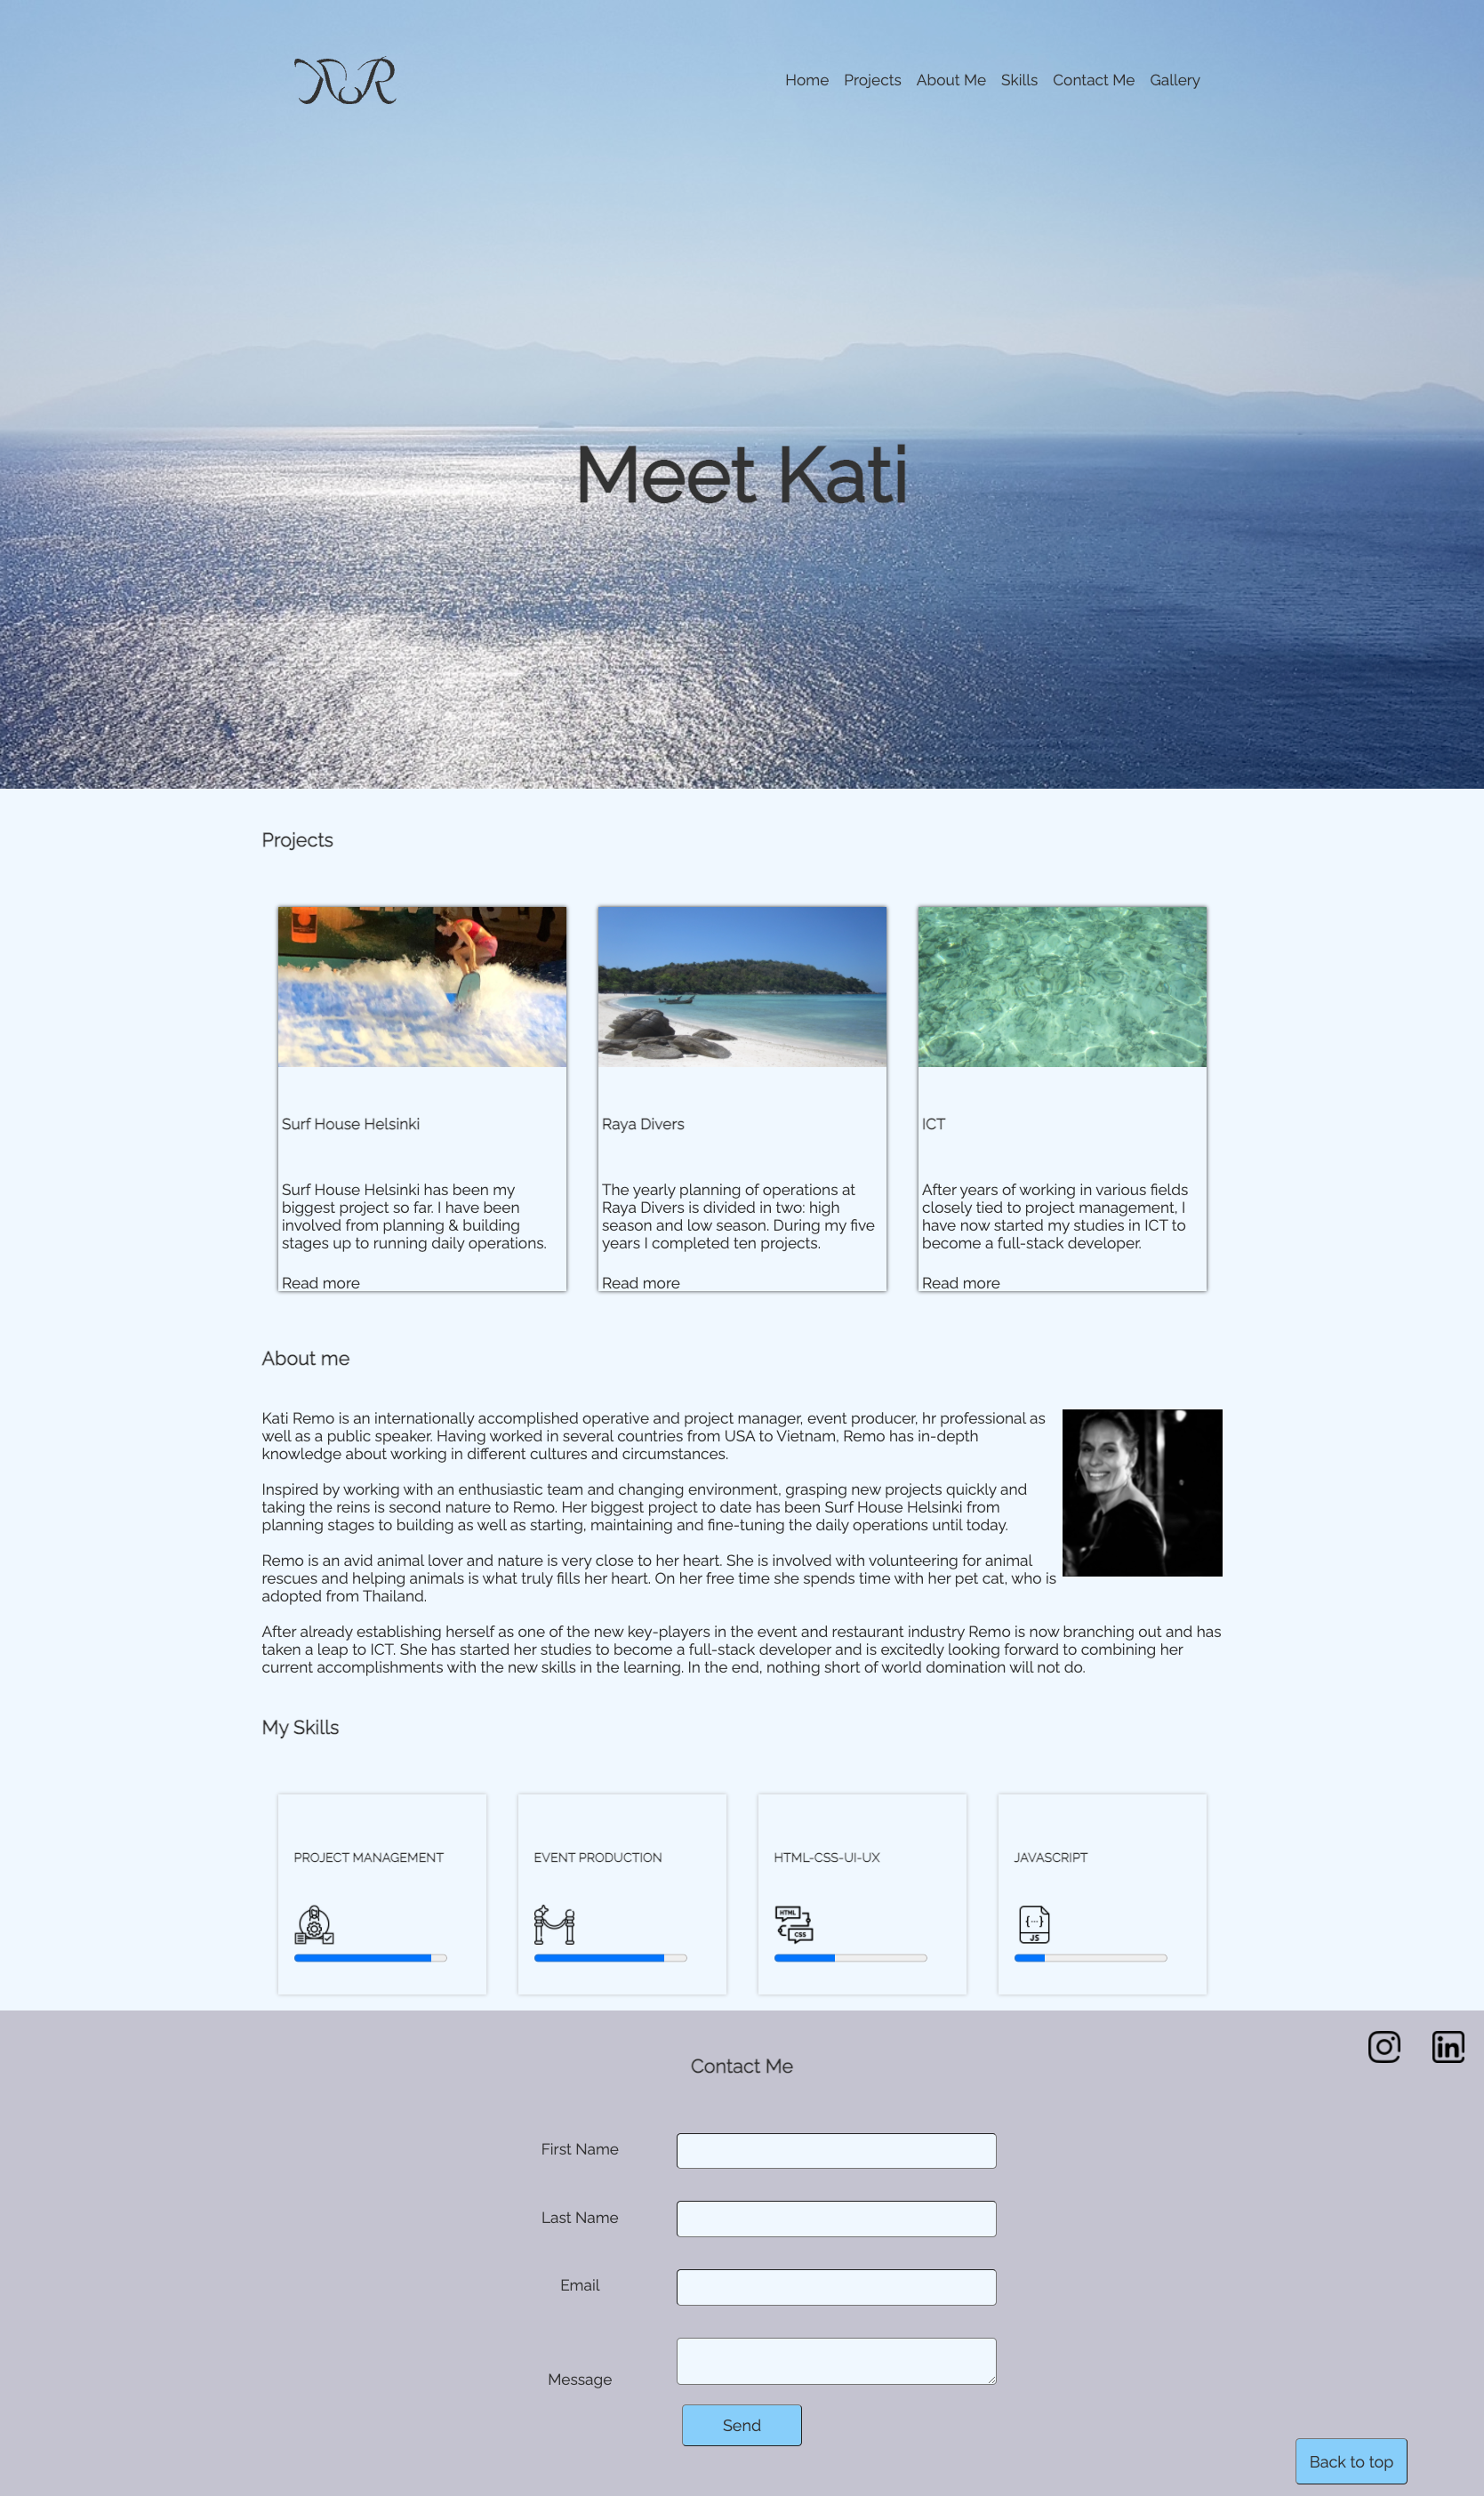 KR
Home Projects About Me Skills Contact Me Gallery
Meet Kati
Projects
Surf House Helsinki
Surf House Helsinki has been my
biggest project so far. I have been
involved from planning & building
stages up to running daily operations.
Read more
Raya Divers
The yearly planning of operations at
Raya Divers is divided in two: high
season and low season. During my five
years I completed ten projects.
Read more
ICT
After years of working in various fields
closely tied to project management, I
have now started my studies in ICT to
become a full-stack developer.
Read more
About me
Kati Remo is an internationally accomplished operative and project manager, event producer, hr professional as
well as a public speaker. Having worked in several countries from USA to Vietnam, Remo has in-depth
knowledge about working in different cultures and circumstances.
Inspired by working with an enthusiastic team and changing environment, grasping new projects quickly and
taking the reins is second nature to Remo. Her biggest project to date has been Surf House Helsinki from
planning stages to building as well as starting, maintaining and fine-tuning the daily operations until today.
Remo is an avid animal lover and nature is very close to her heart. She is involved with volunteering for animal
rescues and helping animals is what truly fills her heart. On her free time she spends time with her pet cat, who is
adopted from Thailand.
After already establishing herself as one of the new key-players in the event and restaurant industry Remo is now branching out and has
taken a leap to ICT. She has started her studies to become a full-stack developer and is excitedly looking forward to combining her
current accomplishments with the new skills in the learning. In the end, nothing short of world domination will not do.
My Skills
PROJECT MANAGEMENT
EVENT PRODUCTION
HTML-CSS-UI-UX
HTML
CSS
JAVASCRIPT
{...}
JS
in
Contact Me
First Name
Last Name
Email
Message
Send
Back to top